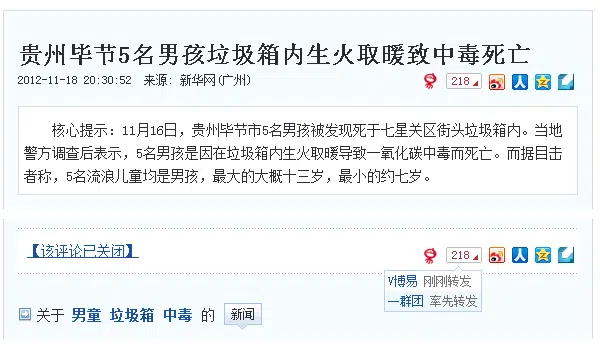 贵州毕节5名男孩垃圾箱内生火取暖致中毒死亡
2012-11-18 20:30:52 来源: 新华网(广州) 218
核心提示：11月16日，贵州毕节市5名男孩被发现死于七星关区街头垃圾箱内。当地
警方调查后表示，5名男孩是因在垃圾箱内生火取暖导致一氧化碳中毒而死亡。而据目击
者称，5名流浪儿童均是男孩，最大的大概十三岁，最小的约七岁。
【该评论已关闭】 218
V博易 刚刚转发
一群团 率先转发
关于 男童 垃圾箱 中毒 的 新闻